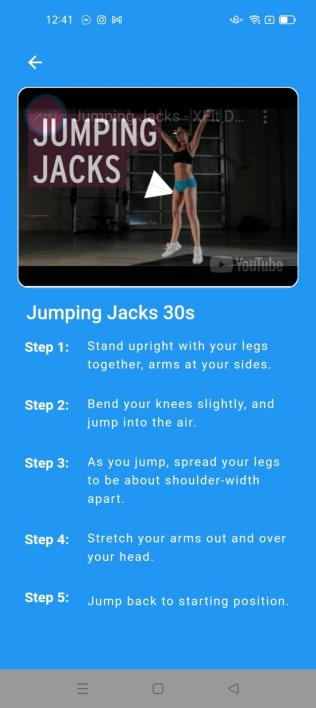 12:41
Jumping Jacks - XFit D...
JUMPING
JACKS
YouTube
Jumping Jacks 30s
Step 1: Stand upright with your legs
together, arms at your sides.
Step 2: Bend your knees slightly, and
jump into the air.
Step 3: As you jump, spread your legs
to be about shoulder-width
apart.
Step 4: Stretch your arms out and over
your head.
Step 5: Jump back to starting position.